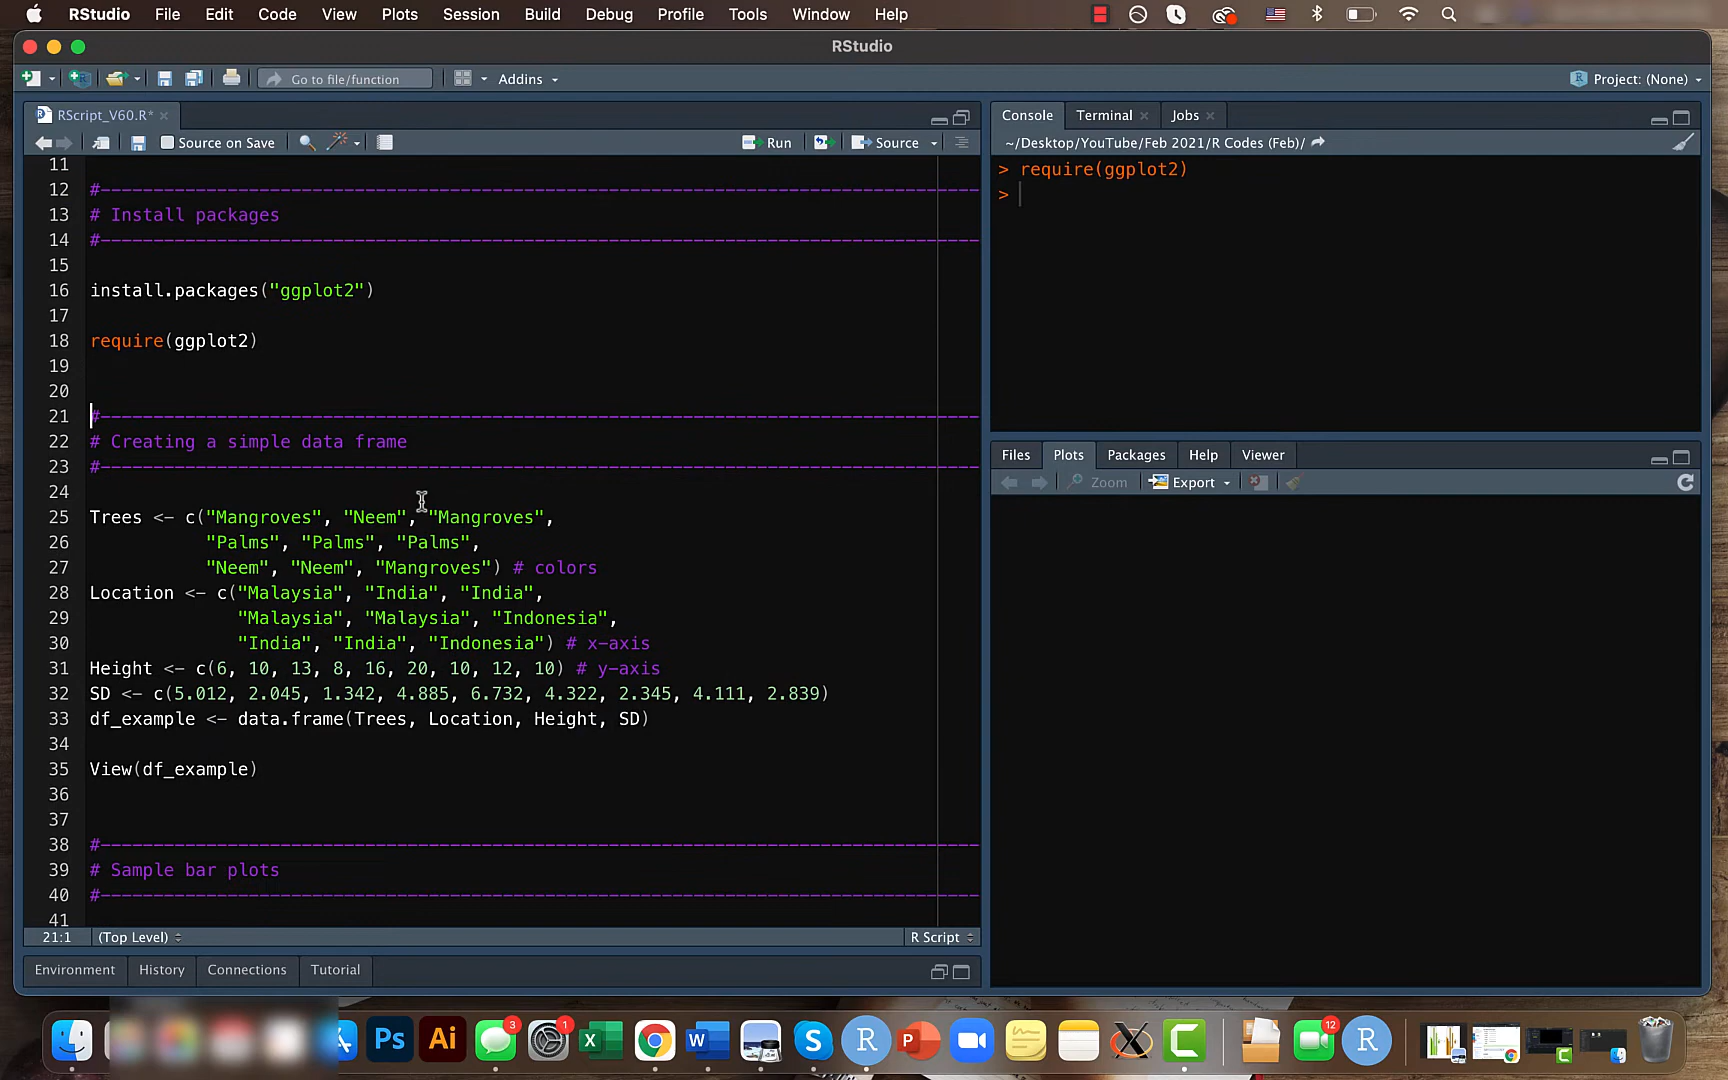 RStudio File Edit Code View Plots Session Build Debug Profile Tools Window Help
RStudio
Go to file/function Addins Project: (None)
RScript_V60.R*
Source on Save Run Source
11
12 #---------------------------------------------------------------------------
13 # Install packages
14 #---------------------------------------------------------------------------
15
16 install.packages("ggplot2")
17
18 require(ggplot2)
19
20
21 #---------------------------------------------------------------------------
22 # Creating a simple data frame
23 #---------------------------------------------------------------------------
24
25 Trees <- c("Mangroves", "Neem", "Mangroves",
26 "Palms", "Palms", "Palms",
27 "Neem", "Neem", "Mangroves") # colors
28 Location <- c("Malaysia", "India", "India",
29 "Malaysia", "Malaysia", "Indonesia",
30 "India", "India", "Indonesia") # x-axis
31 Height <- c(6, 10, 13, 8, 16, 20, 10, 12, 10) # y-axis
32 SD <- c(5.012, 2.045, 1.342, 4.885, 6.732, 4.322, 2.345, 4.111, 2.839)
33 df_example <- data.frame(Trees, Location, Height, SD)
34
35 View(df_example)
36
37
38 #---------------------------------------------------------------------------
39 # Sample bar plots
40 #---------------------------------------------------------------------------
41
21:1 (Top Level) R Script
Environment History Connections Tutorial
Console Terminal Jobs
~/Desktop/YouTube/Feb 2021/R Codes (Feb)/
> require(ggplot2)
>
Files Plots Packages Help Viewer
Zoom Export
Ps Ai 3 1 X W S R P 12 R